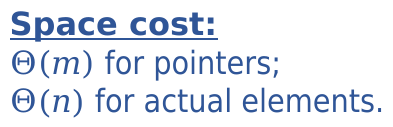 Space cost:
Θ(m) for pointers;
Θ(n) for actual elements.